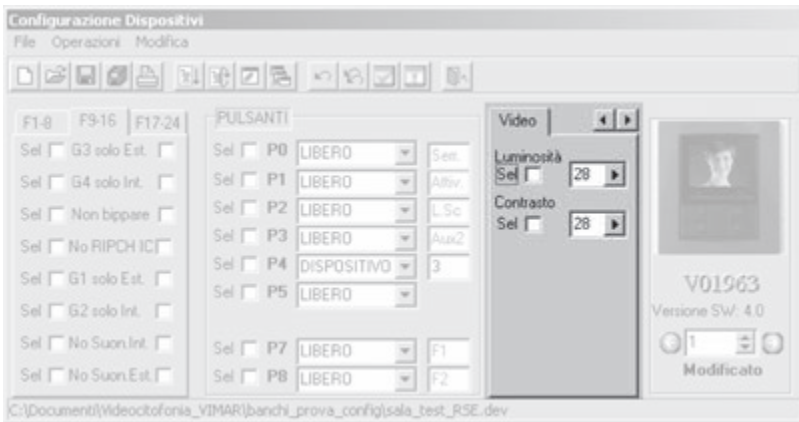 Configurazione Dispositivi
File Operazioni Modifica
F1-8 F9-16 F17-24
Sel G3 solo Est.
Sel G4 solo Int.
Sel Non bippare
Sel No RIPCH IC
Sel G1 solo Est.
Sel G2 solo Int.
Sel No Suon.Int.
Sel No Suon.Est.
PULSANTI
Sel P0 LIBERO Serr.
Sel P1 LIBERO Attiv.
Sel P2 LIBERO L.Sc
Sel P3 LIBERO Aux2
Sel P4 DISPOSITIVO 3
Sel P5 LIBERO
Sel P7 LIBERO F1
Sel P8 LIBERO F2
Video
Luminosità
Sel 28
Contrasto
Sel 28
V01963
Versione SW: 4.0
1
Modificato
C:\Documenti\Videocitofonia_VIMAR\banchi_prova_config\sala_test_RSE.dev